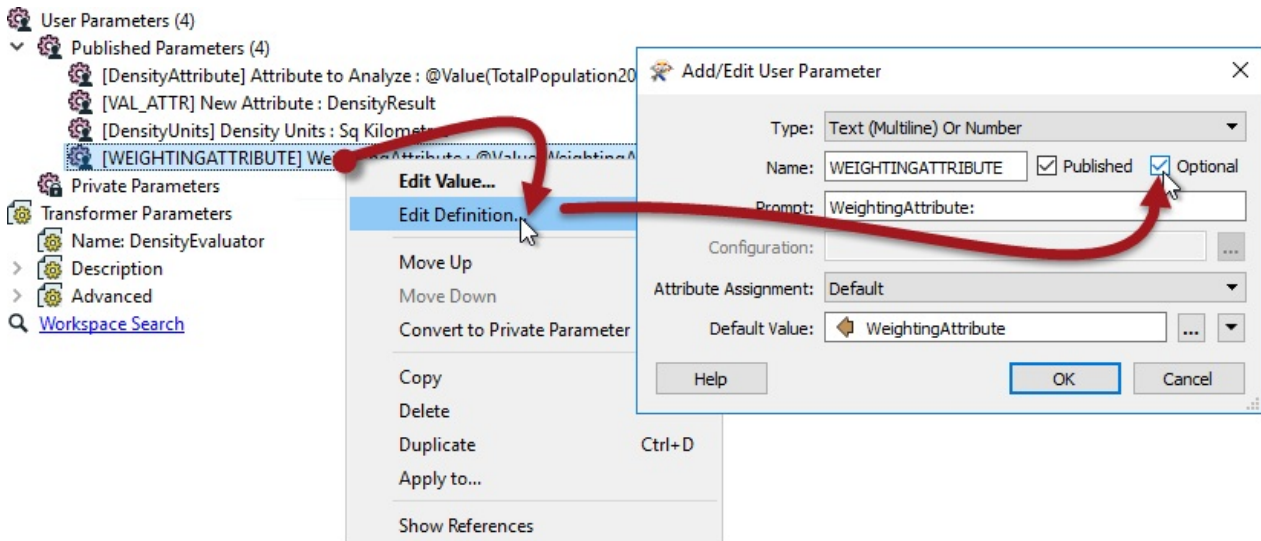 User Parameters (4)
Published Parameters (4)
[DensityAttribute] Attribute to Analyze : @Value(TotalPopulation20
[VAL_ATTR] New Attribute : DensityResult
[DensityUnits] Density Units : Sq Kilometers
[WEIGHTINGATTRIBUTE] WeightingAttribute : @Value(WeightingA
Private Parameters
Transformer Parameters
Name: DensityEvaluator
Description
Advanced
Workspace Search
Edit Value...
Edit Definition...
Move Up
Move Down
Convert to Private Parameter
Copy
Delete
Duplicate Ctrl+D
Apply to...
Show References
Add/Edit User Parameter
Type: Text (Multiline) Or Number
Name: WEIGHTINGATTRIBUTE Published Optional
Prompt: WeightingAttribute:
Configuration: ...
Attribute Assignment: Default
Default Value: WeightingAttribute ...
Help OK Cancel